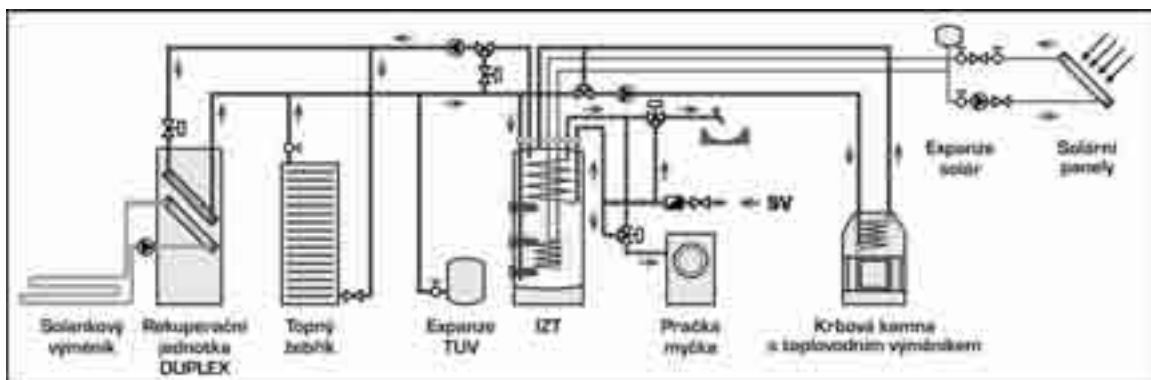 Expanze
solár
Solární
panely
SV
Solankový
výměník
Rekuperační
jednotka
DUPLEX
Topný
žebřík
Expanze
TUV
IZT
Pračka
myčka
Krbová kamna
s teplovodním výměníkem